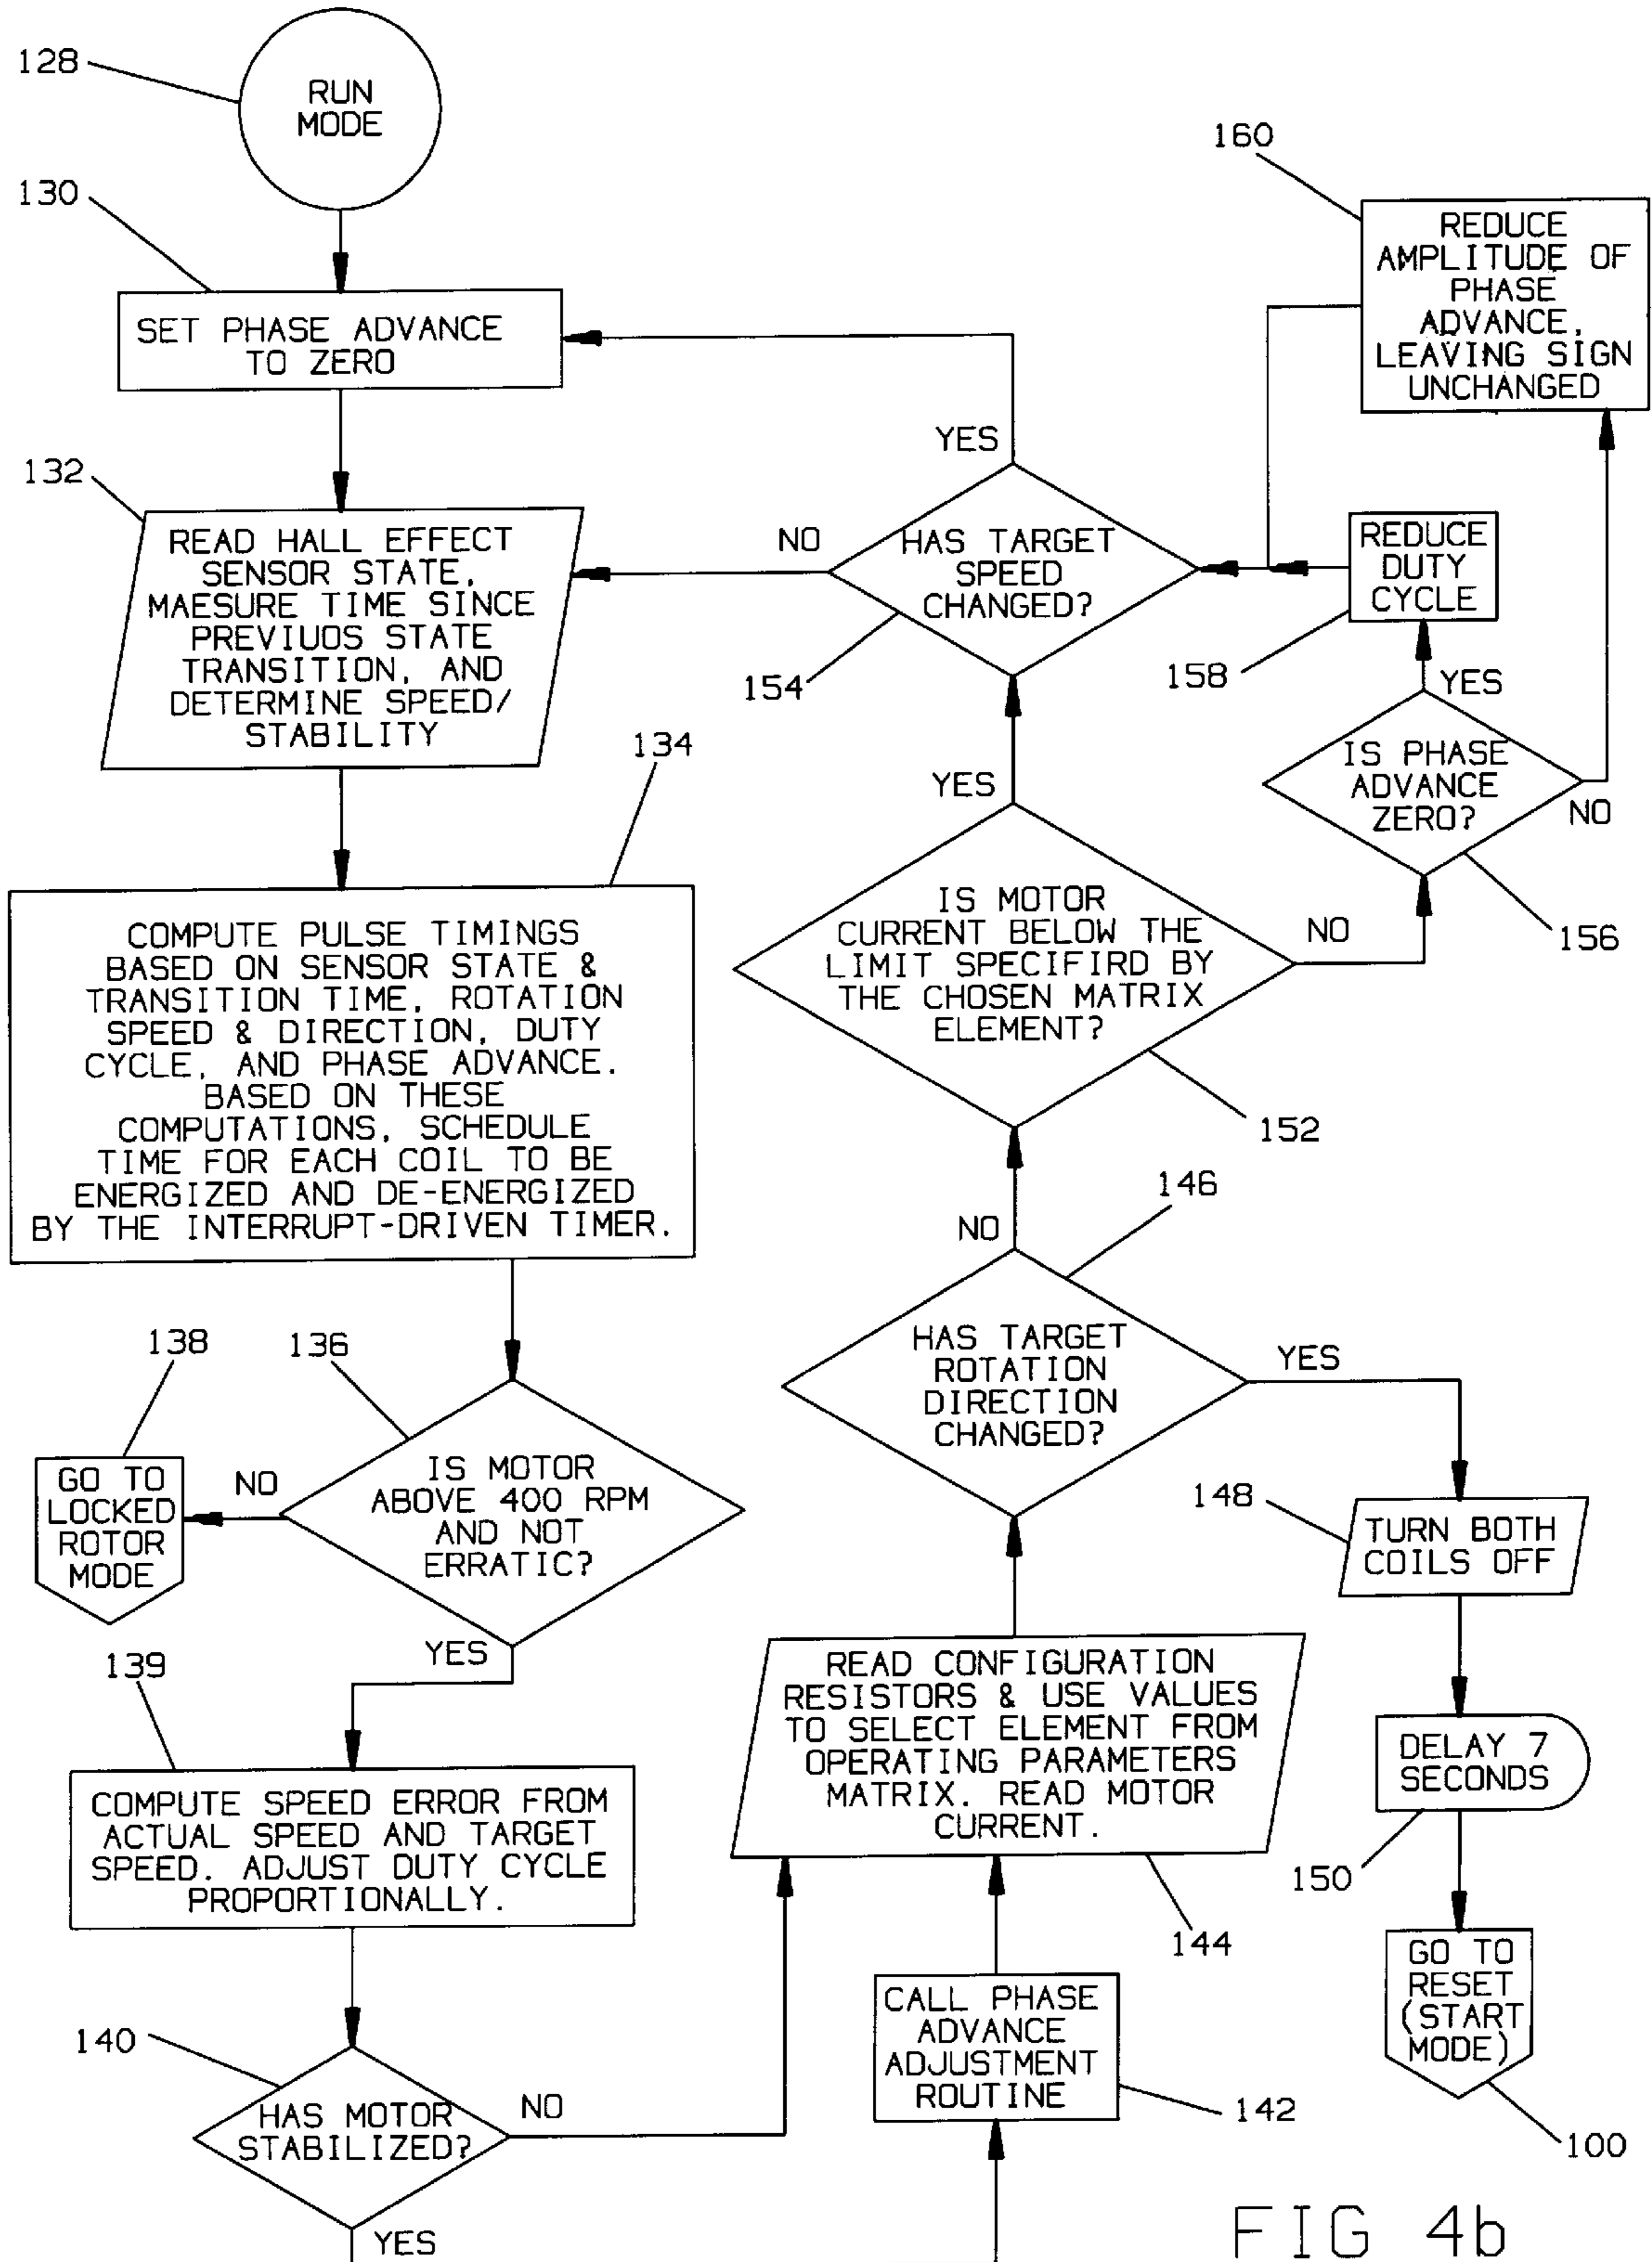 128
RUN
MODE
130
SET PHASE ADVANCE
TO ZERO
132
READ HALL EFFECT
SENSOR STATE,
MAESURE TIME SINCE
PREVIUOS STATE
TRANSITION, AND
DETERMINE SPEED/
STABILITY
134
COMPUTE PULSE TIMINGS
BASED ON SENSOR STATE &
TRANSITION TIME, ROTATION
SPEED & DIRECTION, DUTY
CYCLE, AND PHASE ADVANCE.
BASED ON THESE
COMPUTATIONS, SCHEDULE
TIME FOR EACH COIL TO BE
ENERGIZED AND DE-ENERGIZED
BY THE INTERRUPT-DRIVEN TIMER.
136
IS MOTOR
ABOVE 400 RPM
AND NOT
ERRATIC?
NO
138
GO TO
LOCKED
ROTOR
MODE
YES
139
COMPUTE SPEED ERROR FROM
ACTUAL SPEED AND TARGET
SPEED. ADJUST DUTY CYCLE
PROPORTIONALLY.
140
HAS MOTOR
STABILIZED?
NO
YES
CALL PHASE
ADVANCE
ADJUSTMENT
ROUTINE
142
READ CONFIGURATION
RESISTORS & USE VALUES
TO SELECT ELEMENT FROM
OPERATING PARAMETERS
MATRIX. READ MOTOR
CURRENT.
144
146
HAS TARGET
ROTATION
DIRECTION
CHANGED?
YES
148
TURN BOTH
COILS OFF
DELAY 7
SECONDS
150
GO TO
RESET
(START
MODE)
100
NO
IS MOTOR
CURRENT BELOW THE
LIMIT SPECIFIRD BY
THE CHOSEN MATRIX
ELEMENT?
152
NO
YES
HAS TARGET
SPEED
CHANGED?
154
NO
YES
IS PHASE
ADVANCE
ZERO?
156
YES
NO
REDUCE
DUTY
CYCLE
158
160
REDUCE
AMPLITUDE OF
PHASE
ADVANCE,
LEAVING SIGN
UNCHANGED
FIG 4b